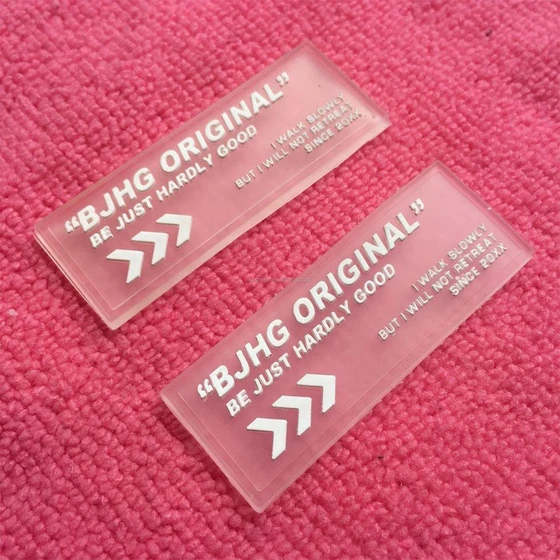 “BJHG ORIGINAL”
BE JUST HARDLY GOOD
I WALK SLOWLY
BUT I WILL NOT RETREAT
SINCE 20XX
“BJHG ORIGINAL”
BE JUST HARDLY GOOD
I WALK SLOWLY
BUT I WILL NOT RETREAT
SINCE 20XX